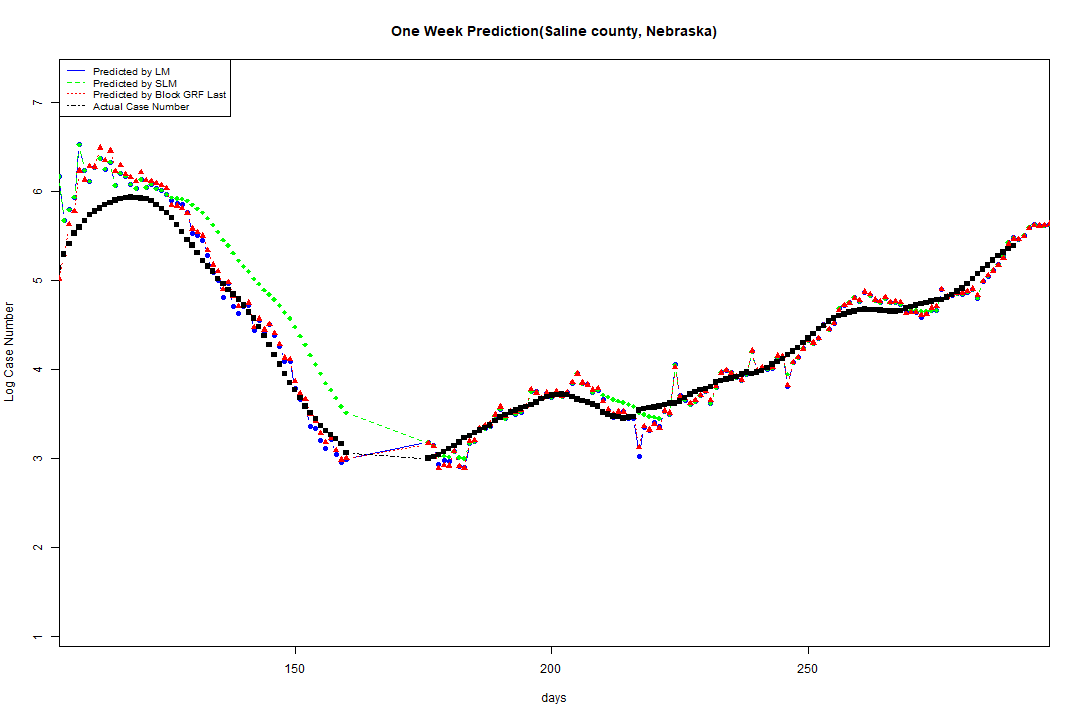 One Week Prediction(Saline county, Nebraska)
Predicted by LM
Predicted by SLM
Predicted by Block GRF Last
Actual Case Number
Log Case Number
7
6
5
4
3
2
1
150
200
250
days